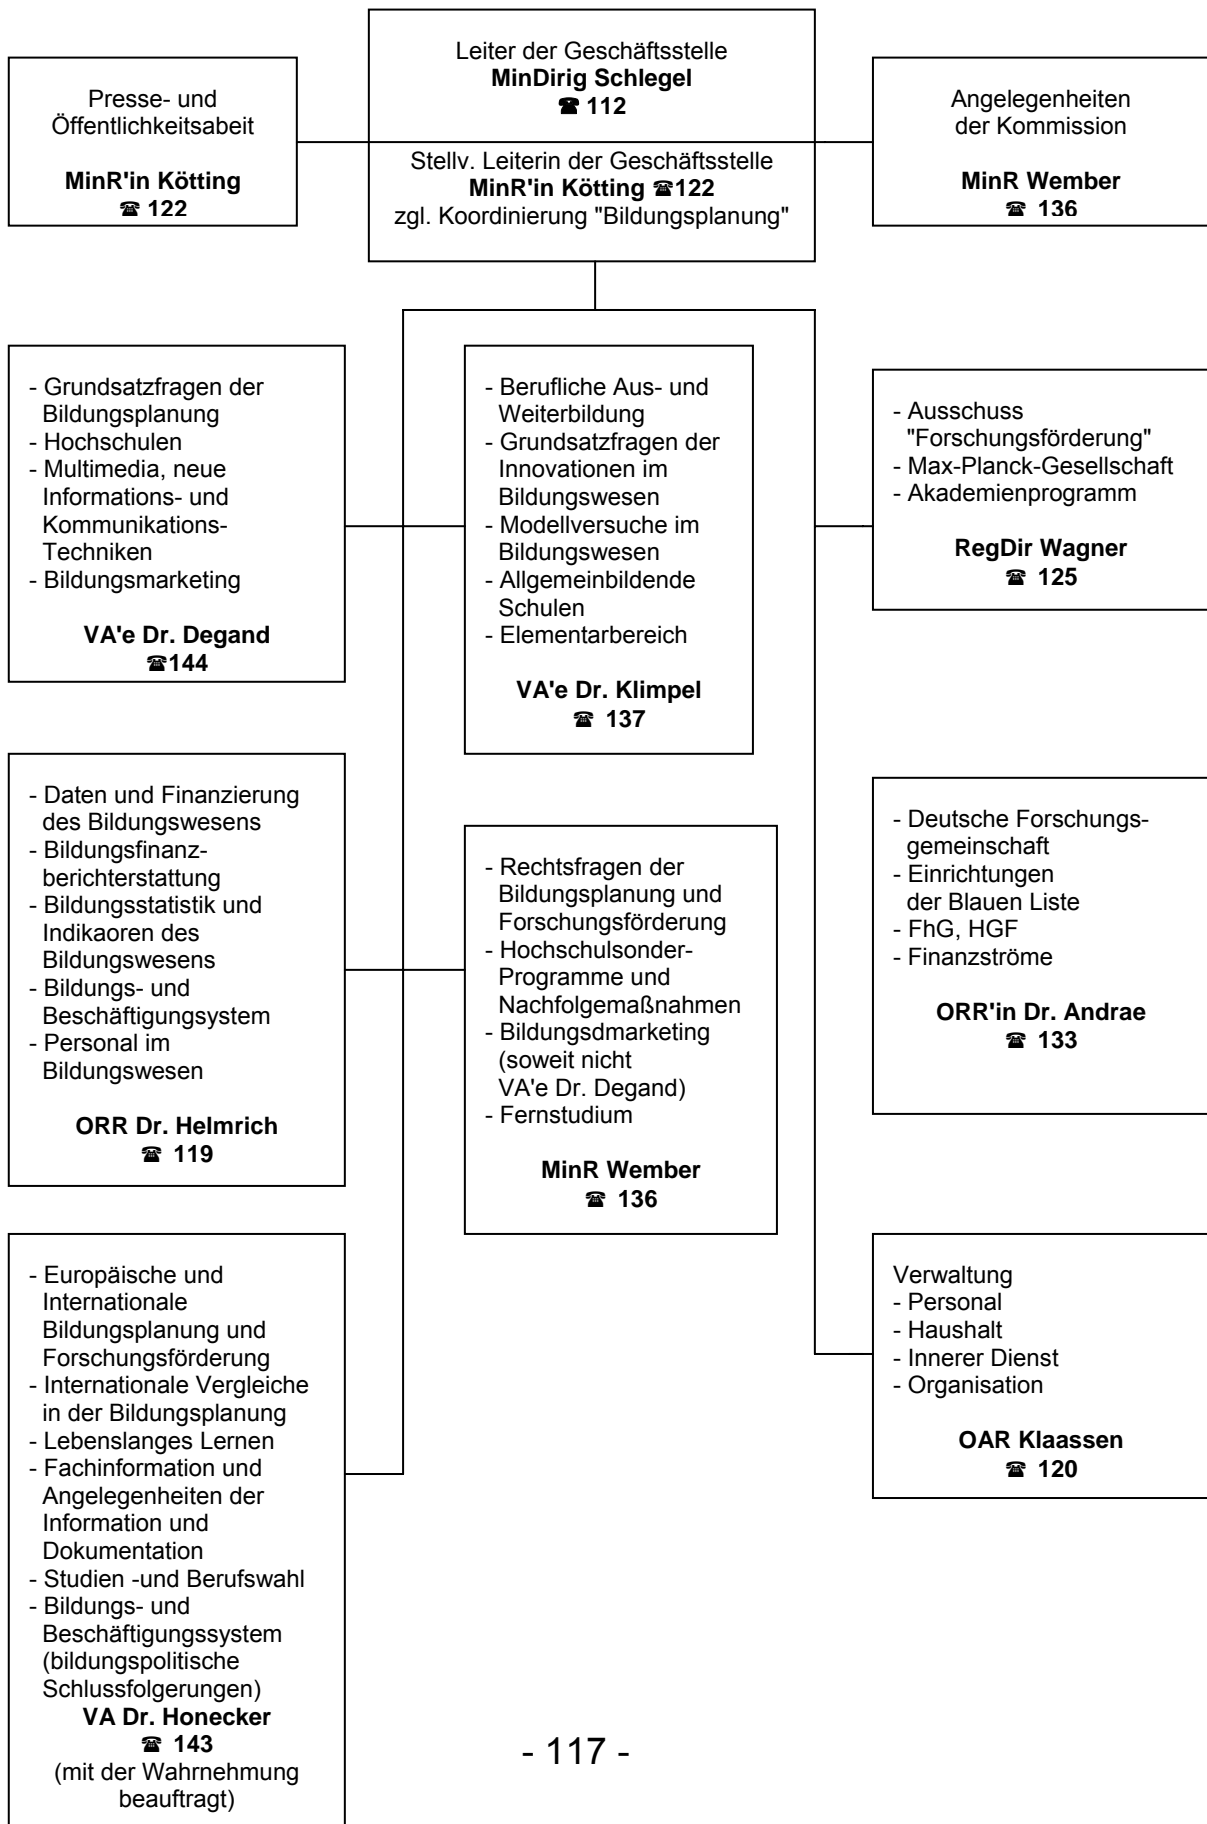 Leiter der Geschäftsstelle
MinDirig Schlegel
☎ 112
Stellv. Leiterin der Geschäftsstelle
MinR'in Kötting ☎122
zgl. Koordinierung "Bildungsplanung"
Presse- und
Öffentlichkeitsabeit
MinR'in Kötting
☎ 122
Angelegenheiten
der Kommission
MinR Wember
☎ 136
- Grundsatzfragen der
Bildungsplanung
- Hochschulen
- Multimedia, neue
Informations- und
Kommunikations-
Techniken
- Bildungsmarketing
VA'e Dr. Degand
☎144
- Berufliche Aus- und
Weiterbildung
- Grundsatzfragen der
Innovationen im
Bildungswesen
- Modellversuche im
Bildungswesen
- Allgemeinbildende
Schulen
- Elementarbereich
VA'e Dr. Klimpel
☎ 137
- Ausschuss
"Forschungsförderung"
- Max-Planck-Gesellschaft
- Akademienprogramm
RegDir Wagner
☎ 125
- Daten und Finanzierung
des Bildungswesens
- Bildungsfinanz-
berichterstattung
- Bildungsstatistik und
Indikaoren des
Bildungswesens
- Bildungs- und
Beschäftigungsystem
- Personal im
Bildungswesen
ORR Dr. Helmrich
☎ 119
- Rechtsfragen der
Bildungsplanung und
Forschungsförderung
- Hochschulsonder-
Programme und
Nachfolgemaßnahmen
- Bildungsdmarketing
(soweit nicht
VA'e Dr. Degand)
- Fernstudium
MinR Wember
☎ 136
- Deutsche Forschungs-
gemeinschaft
- Einrichtungen
der Blauen Liste
- FhG, HGF
- Finanzströme
ORR'in Dr. Andrae
☎ 133
- Europäische und
Internationale
Bildungsplanung und
Forschungsförderung
- Internationale Vergleiche
in der Bildungsplanung
- Lebenslanges Lernen
- Fachinformation und
Angelegenheiten der
Information und
Dokumentation
- Studien -und Berufswahl
- Bildungs- und
Beschäftigungssystem
(bildungspolitische
Schlussfolgerungen)
VA Dr. Honecker
☎ 143
(mit der Wahrnehmung
beauftragt)
Verwaltung
- Personal
- Haushalt
- Innerer Dienst
- Organisation
OAR Klaassen
☎ 120
- 117 -